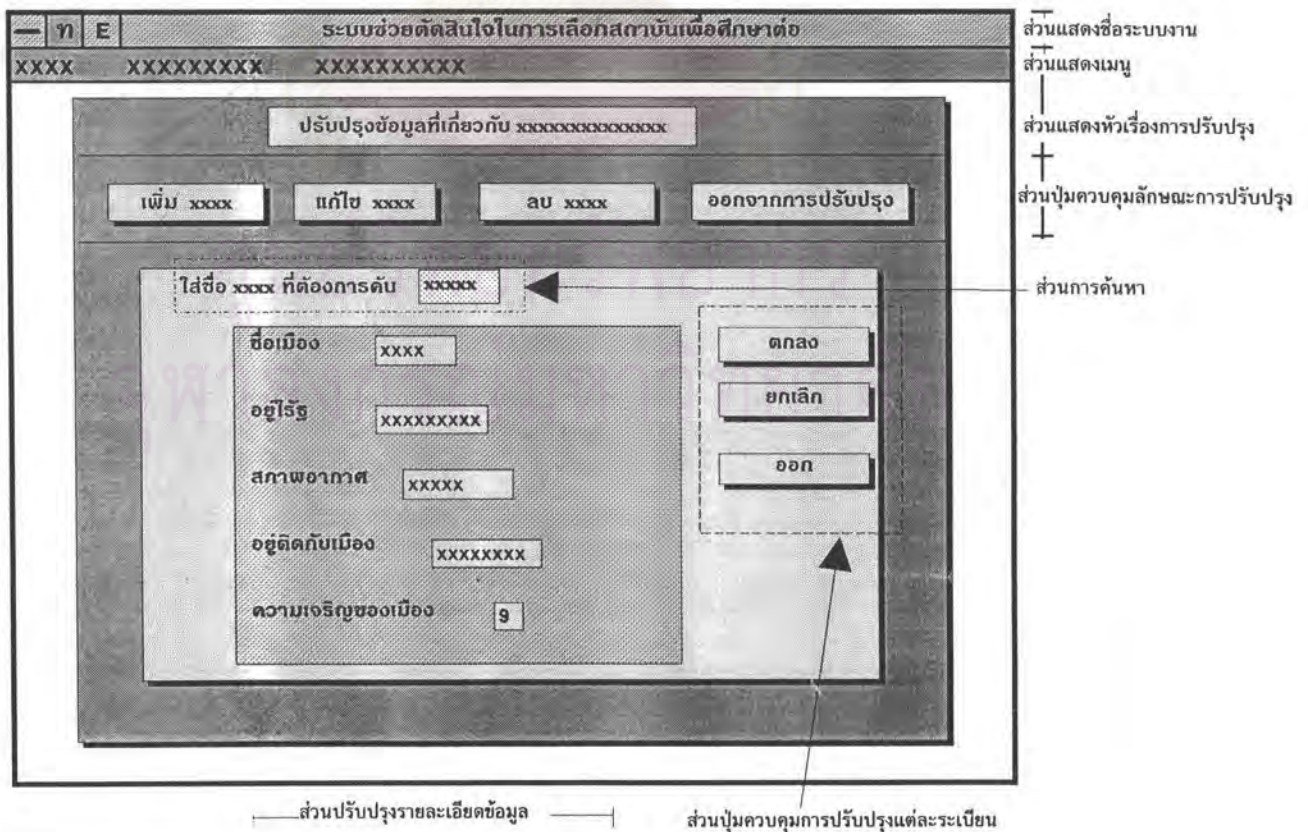 — ท E ระบบช่วยตัดสินใจในการเลือกสถาบันเพื่อศึกษาต่อ
ส่วนแสดงชื่อระบบงาน
xxxx xxxxxxxxx xxxxxxxxxx
ส่วนแสดงเมนู
ปรับปรุงข้อมูลที่เกี่ยวกับ xxxxxxxxxxxxxx
ส่วนแสดงหัวเรื่องการปรับปรุง
เพิ่ม xxxx แก้ไข xxxx ลบ xxxx ออกจากการปรับปรุง
ส่วนปุ่มควบคุมลักษณะการปรับปรุง
ใส่ชื่อ xxxx ที่ต้องการค้น xxxxx
ส่วนการค้นหา
ชื่อเมือง xxxx
ตกลง
ยกเลิก
อยู่ไรัฐ xxxxxxxxx
ออก
สภาพอากาศ xxxxx
อยู่ติดกับเมือง xxxxxxxx
ความเจริญของเมือง 9
ส่วนปรับปรุงรายละเอียดข้อมูล
ส่วนปุ่มควบคุมการปรับปรุงแต่ละระเบียน